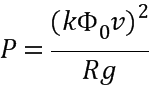 P = (kΦ₀v)² / Rg